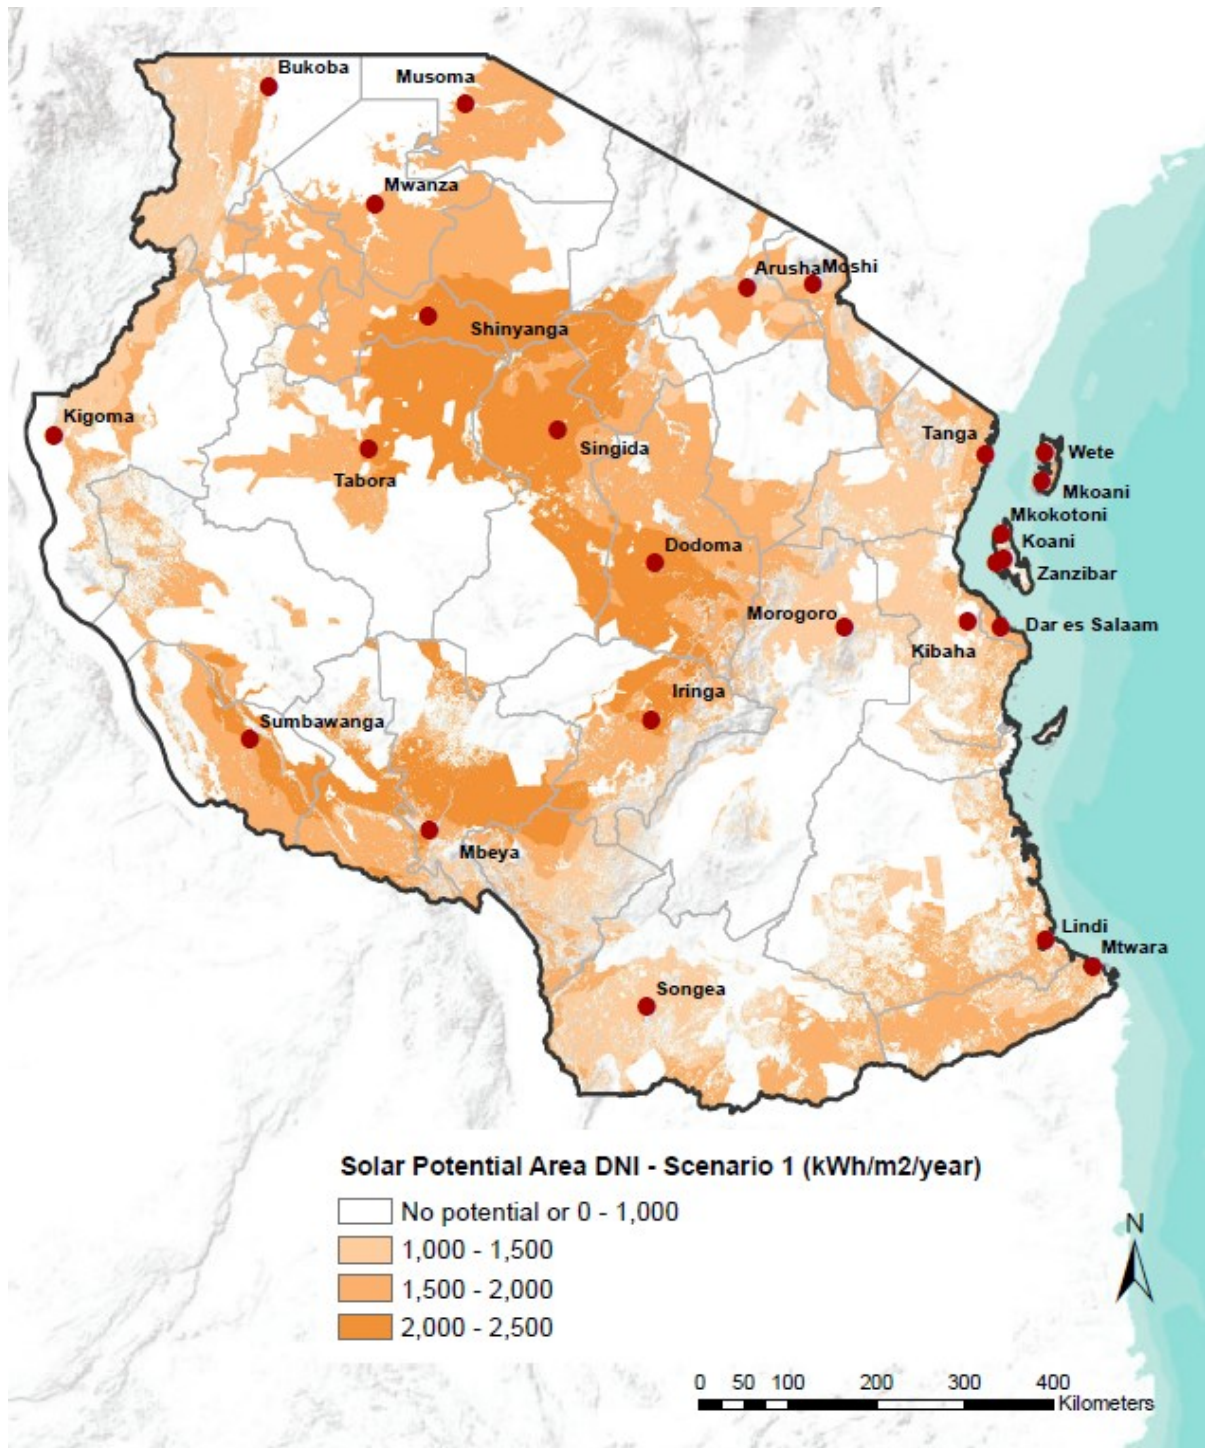 Bukoba
Musoma
Mwanza
Arusha
Moshi
Shinyanga
Kigoma
Singida
Tabora
Tanga
Wete
Mkoani
Mkokotoni
Koani
Zanzibar
Dodoma
Morogoro
Dar es Salaam
Kibaha
Iringa
Sumbawanga
Mbeya
Lindi
Mtwara
Songea
Solar Potential Area DNI - Scenario 1 (kWh/m2/year)
No potential or 0 - 1,000
1,000 - 1,500
1,500 - 2,000
2,000 - 2,500
N
0 50 100 200 300 400
Kilometers